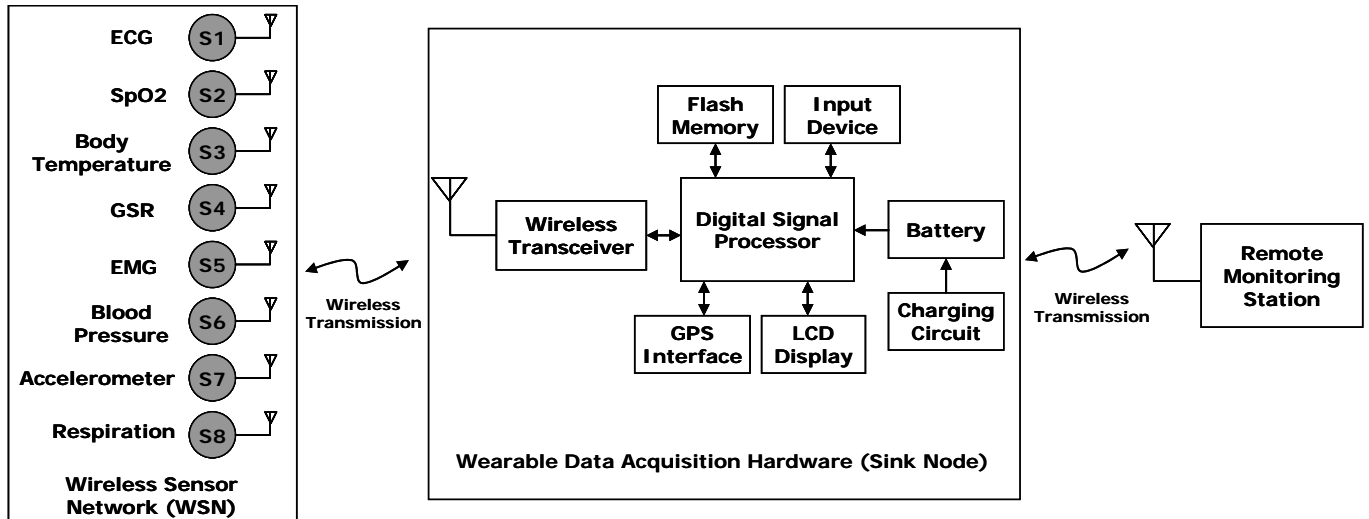 ECG
S1
SpO2
S2
Body
Temperature
S3
GSR
S4
EMG
S5
Blood
Pressure
S6
Accelerometer
S7
Respiration
S8
Wireless Sensor
Network (WSN)
Wireless
Transmission
Flash
Memory
Input
Device
Wireless
Transceiver
Digital Signal
Processor
Battery
GPS
Interface
LCD
Display
Charging
Circuit
Wearable Data Acquisition Hardware (Sink Node)
Wireless
Transmission
Remote
Monitoring
Station